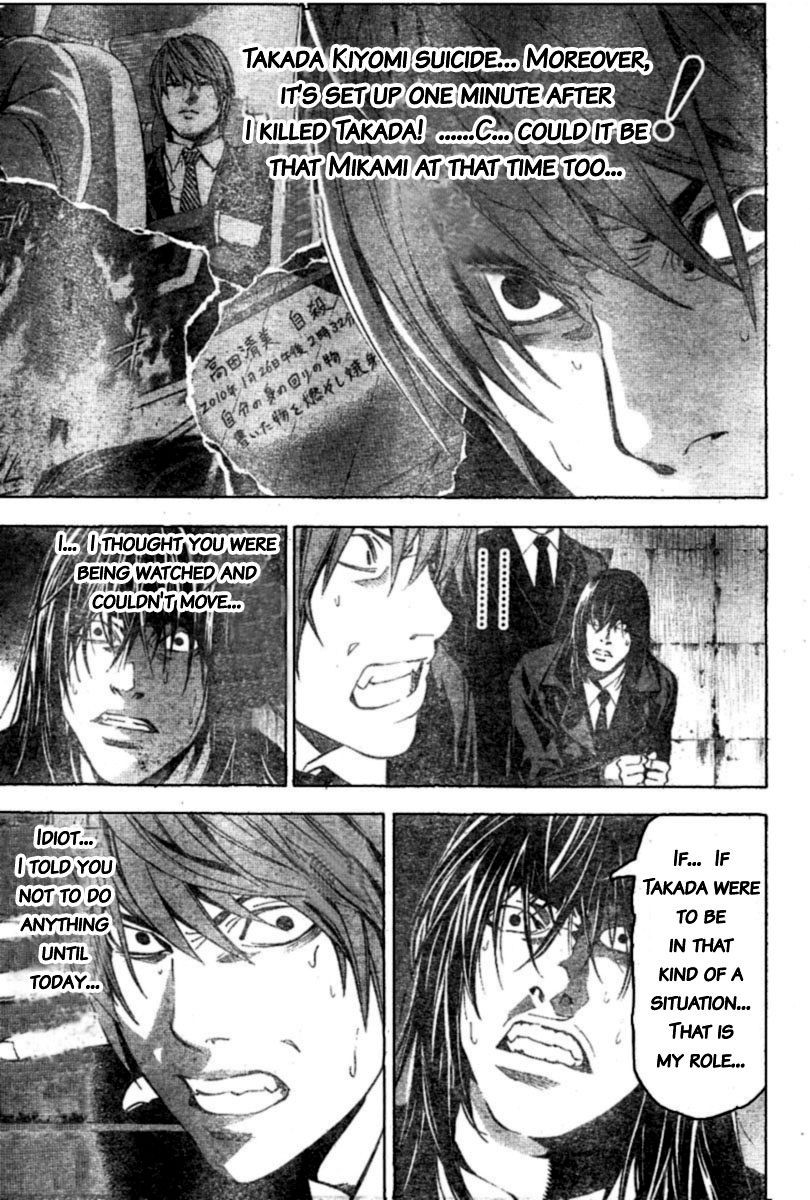 TAKADA KIYOMI SUICIDE... MOREOVER,
IT'S SET UP ONE MINUTE AFTER
I KILLED TAKADA! ......C... COULD IT BE
THAT MIKAMI AT THAT TIME TOO...
!
高田清美 自殺
2010年1月26日午後2時32分
自分の身の回りの物
書いた物を燃やし焼身
............
I... I THOUGHT YOU WERE
BEING WATCHED AND
COULDN'T MOVE...
IF... IF
TAKADA WERE
TO BE
IN THAT
KIND OF A
SITUATION...
THAT IS
MY ROLE...
IDIOT...
I TOLD YOU
NOT TO DO
ANYTHING
UNTIL
TODAY...